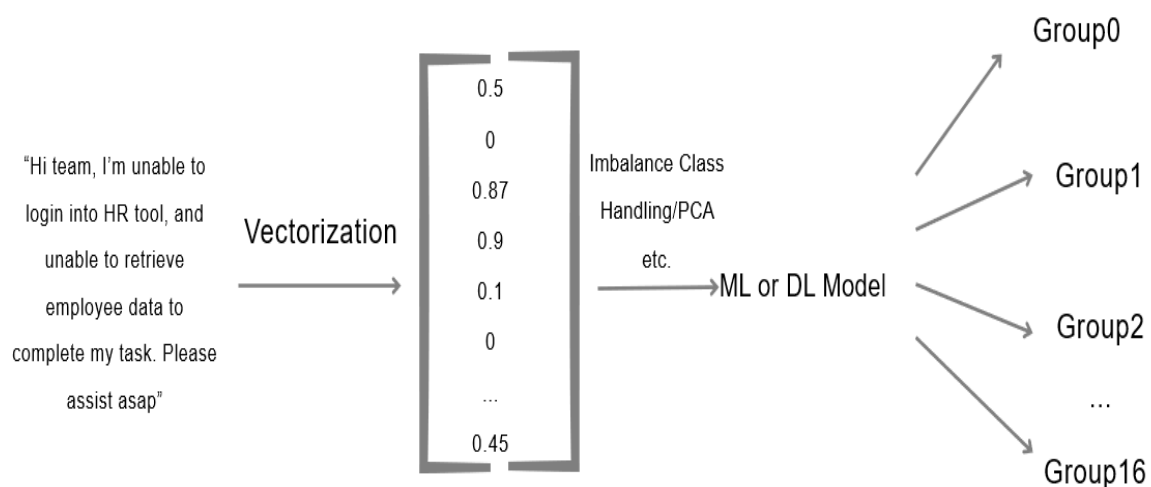 “Hi team, I’m unable to
login into HR tool, and
unable to retrieve
employee data to
complete my task. Please
assist asap”
Vectorization
0.5
0
0.87
0.9
0.1
0
...
0.45
Imbalance Class
Handling/PCA
etc.
ML or DL Model
Group0
Group1
Group2
...
Group16